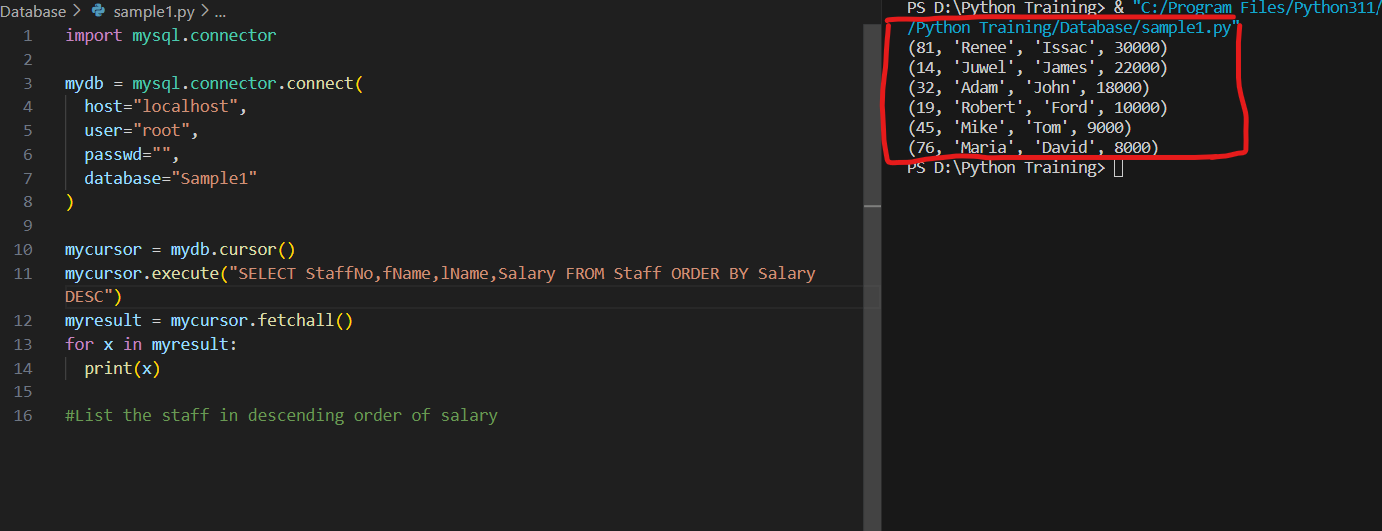 Database > sample1.py > ...
1 import mysql.connector
2
3 mydb = mysql.connector.connect(
4   host="localhost",
5   user="root",
6   passwd="",
7   database="Sample1"
8 )
9
10 mycursor = mydb.cursor()
11 mycursor.execute("SELECT StaffNo,fName,lName,Salary FROM Staff ORDER BY Salary
DESC")
12 myresult = mycursor.fetchall()
13 for x in myresult:
14   print(x)
15
16 #List the staff in descending order of salary
PS D:\Python Training> & "C:/Program Files/Python311/
/Python Training/Database/sample1.py"
(81, 'Renee', 'Issac', 30000)
(14, 'Juwel', 'James', 22000)
(32, 'Adam', 'John', 18000)
(19, 'Robert', 'Ford', 10000)
(45, 'Mike', 'Tom', 9000)
(76, 'Maria', 'David', 8000)
PS D:\Python Training>